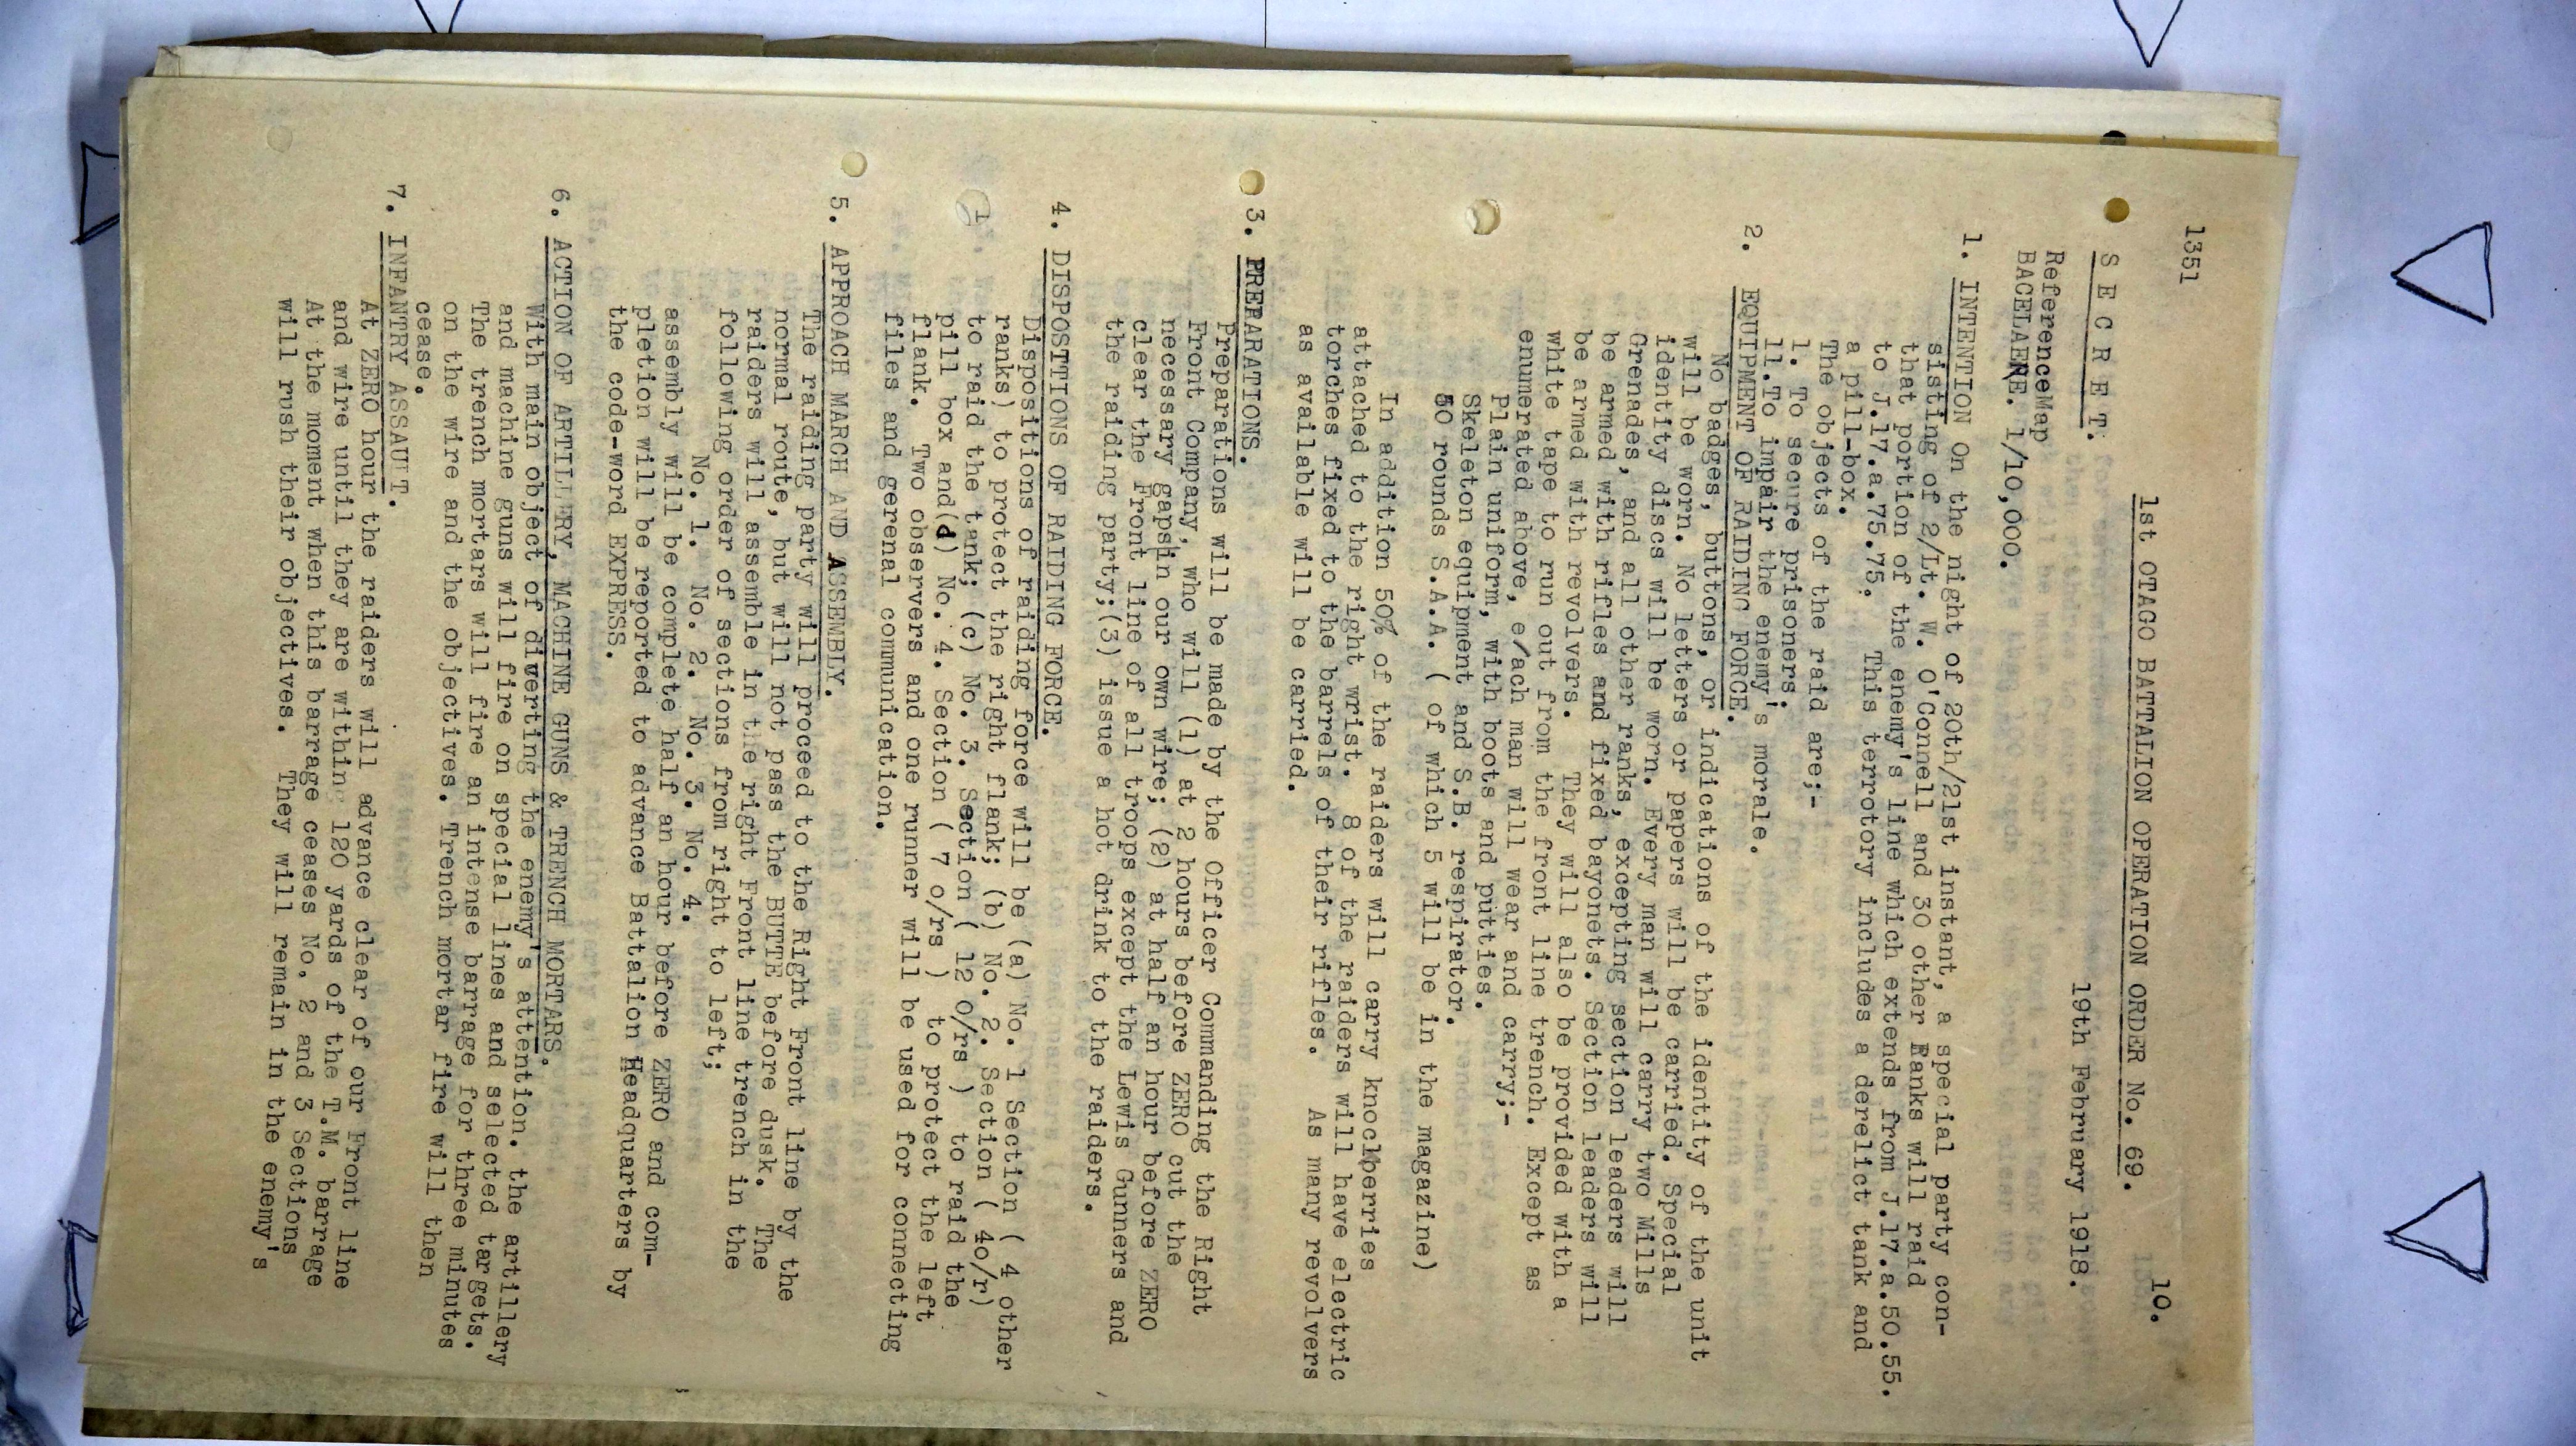 1351
10.
1st OTAGO BATTALION OPERATION ORDER No. 69.
S E C R E T.
19th February 1918.
ReferenceMap
BACELAERE. 1/10,000.
1. INTENTION On the night of 20th/21st instant, a special party con-
sisting of 2/Lt. W. O'Connell and 30 other Ranks will raid
that portion of the enemy's line which extends from J.17.a.50.55.
to J.17.a.75.75. This terrotory includes a derelict tank and
a pill-box.
The objects of the raid are;-
1. To secure prisoners.
11.To impair the enemy's morale.
2. EQUIPMENT OF RAIDING FORCE.
No badges, buttons, or indications of the identity of the unit
will be worn. No letters or papers will be carried. Special
identity discs will be worn. Every man will carry two Mills
Grenades, and all other ranks, excepting section leaders will
be armed with rifles and fixed bayonets. Section leaders will
be armed with revolvers. They will also be provided with a
white tape to run out from the front line trench. Except as
enumerated above, e/ach man will wear and carry;-
Plain uniform, with boots and putties.
Skeleton equipment and S.B. respirator.
50 rounds S.A.A. ( of which 5 will be in the magazine)
In addition 50% of the raiders will carry knockberries
attached to the right wrist. 8 of the raiders will have electric
torches fixed to the barrels of their rifles. As many revolvers
as available will be carried.
3. PREPARATIONS.
Preparations will be made by the Officer Commanding the Right
Front Company, who will (1) at 2 hours before ZERO cut the
necessary gapsin our own wire; (2) at half an hour before ZERO
clear the Front line of all troops except the Lewis Gunners and
the raiding party;(3) issue a hot drink to the raiders.
4. DISPOSTTIONS OF RAIDING FORCE.
Dispositions of raiding force will be (a) No. 1 Section ( 4 other
ranks) to protect the right flank; (b) No. 2. Section ( 4o/r)
to raid the tank; (c) No. 3. Section ( 12 o/rs ) to raid the
pill box and(d) No. 4. Section ( 7 o/rs ) to protect the left
flank. Two observers and one runner will be used for connecting
files and gerenal communication.
5. APPROACH MARCH AND ASSEMBLY.
The raiding party will proceed to the Right Front line by the
normal route, but will not pass the BUTTE before dusk. The
raiders will assemble in the right Front line trench in the
following order of sections from right to left;
No. 1. No. 2. No. 3. No. 4.
assembly will be complete half an hour before ZERO and com-
pletion will be reported to advance Battalion Headquarters by
the code-word EXPRESS.
6. ACTION OF ARTILLERY, MACHINE GUNS & TRENCH MORTARS.
With main object of diverting the enemy's attention. the artillery
and machine guns will fire on special lines and selected targets.
The trench mortars will fire an intense barrage for three minutes
on the wire and the objectives. Trench mortar fire will then
cease.
7. INFANTRY ASSAULT.
At ZERO hour the raiders will advance clear of our Front line
and wire until they are within 120 yards of the T.M. barrage
At the moment when this barrage ceases No, 2 and 3 Sections
will rush their objectives. They will remain in the enemy's